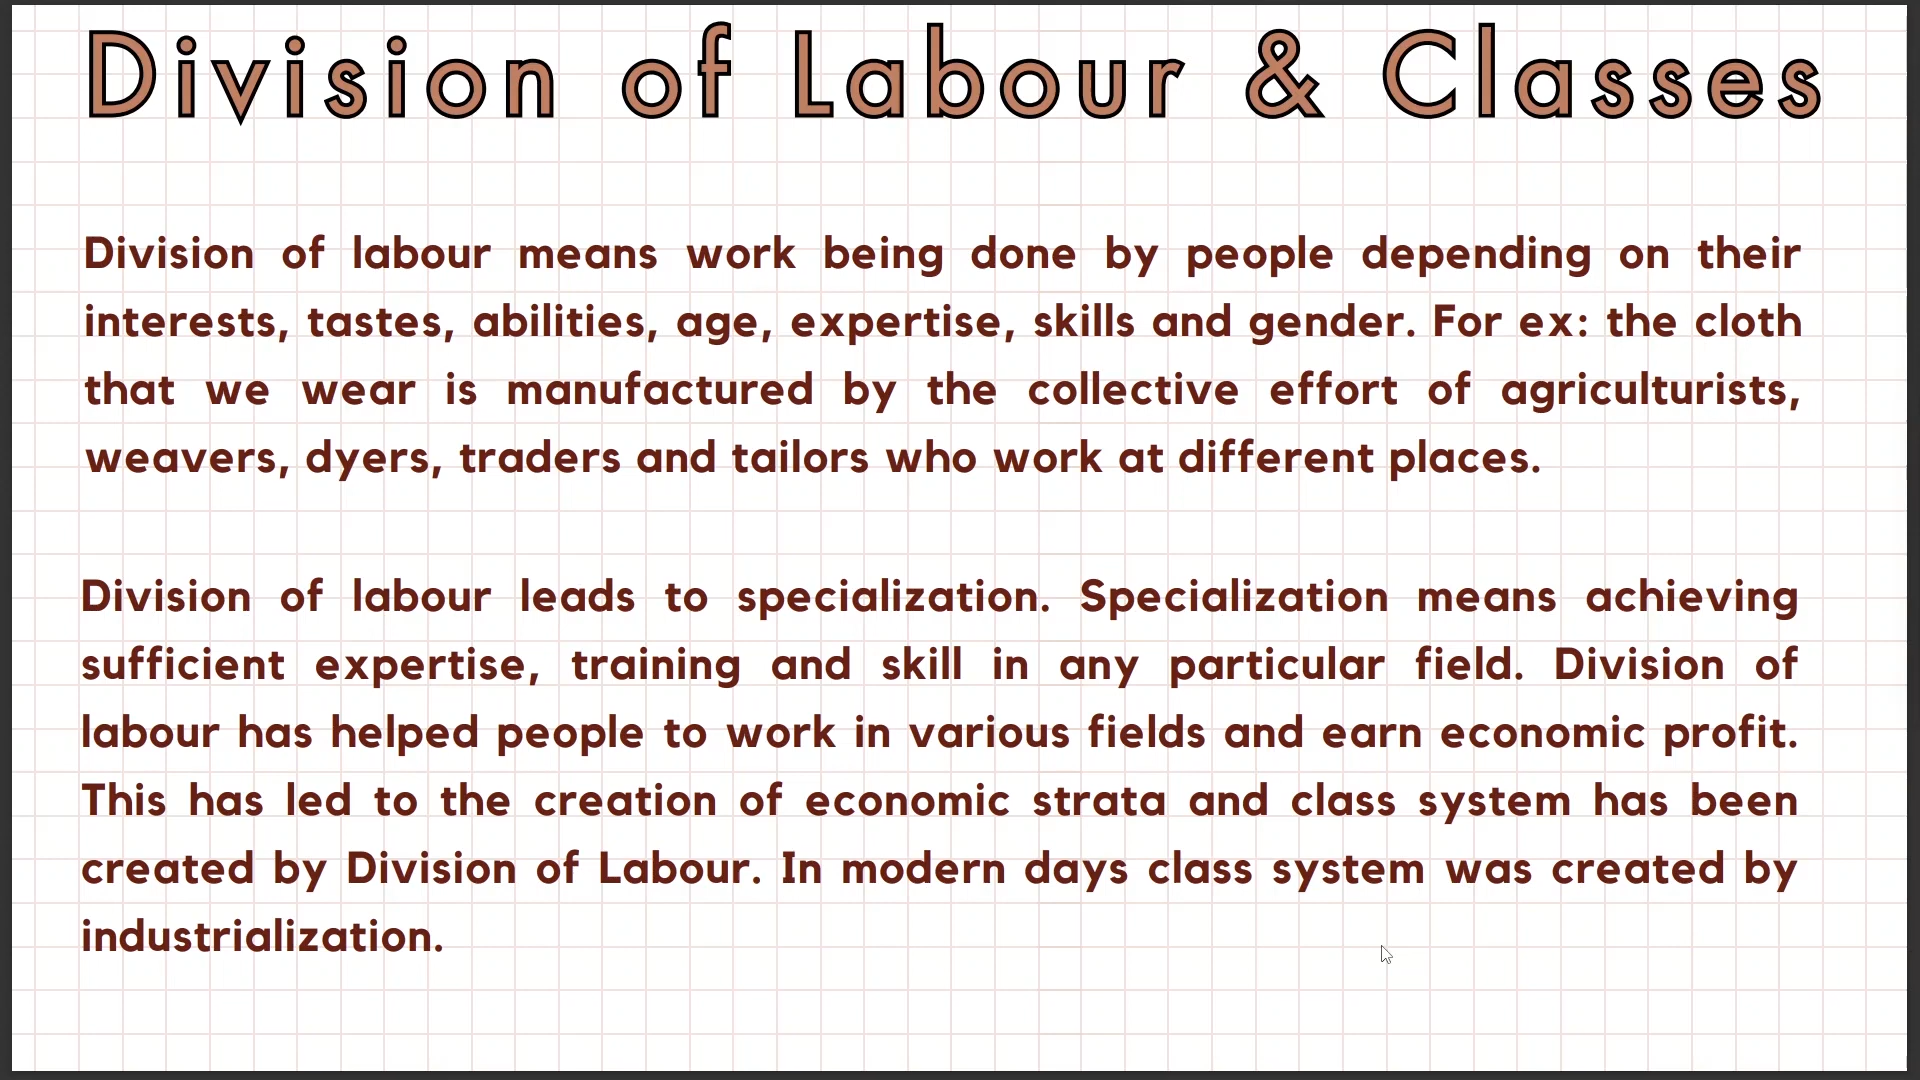 Division of Labour & Classes
Division of labour means work being done by people depending on their
interests, tastes, abilities, age, expertise, skills and gender. For ex: the cloth
that we wear is manufactured by the collective effort of agriculturists,
weavers, dyers, traders and tailors who work at different places.
Division of labour leads to specialization. Specialization means achieving
sufficient expertise, training and skill in any particular field. Division of
labour has helped people to work in various fields and earn economic profit.
This has led to the creation of economic strata and class system has been
created by Division of Labour. In modern days class system was created by
industrialization.